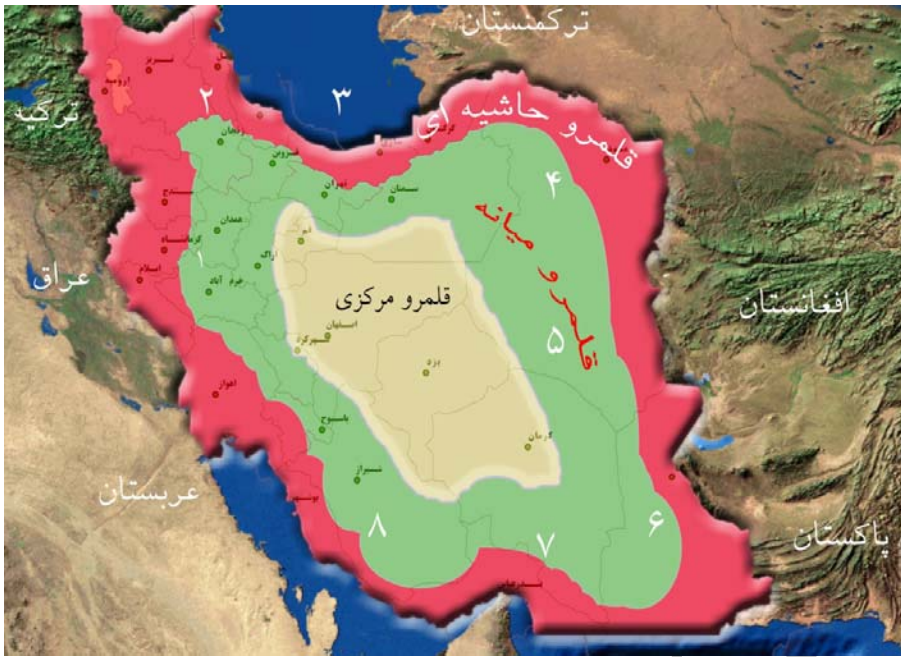 ترکمنستان
ترکیه
عراق
عربستان
افغانستان
پاکستان
قلمرو حاشیه ای
قلمرو میانه
قلمرو مرکزی
۱
۲
۳
۴
۵
۶
۷
۸
تبریز
ارومیه
زنجان
قزوین
تهران
سمنان
سنندج
همدان
کرمانشاه
ایلام
اراک
قم
خرم آباد
اصفهان
شهرکرد
یزد
اهواز
یاسوج
کرمان
شیراز
بوشهر